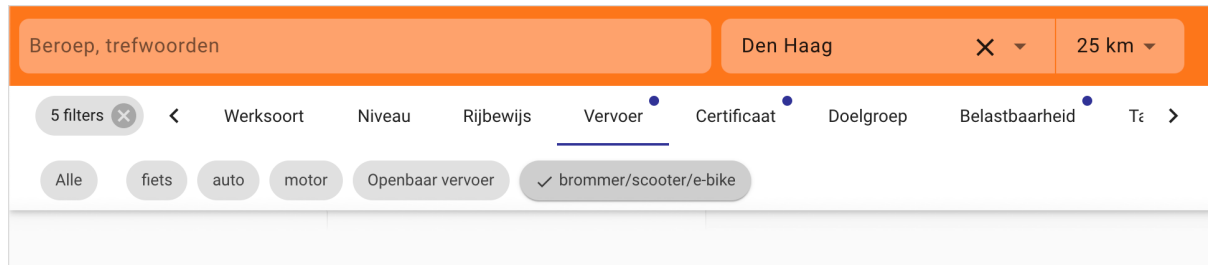 Beroep, trefwoorden Den Haag 25 km
5 filters Werksoort Niveau Rijbewijs Vervoer Certificaat Doelgroep Belastbaarheid
Alle fiets auto motor Openbaar vervoer brommer/scooter/e-bike